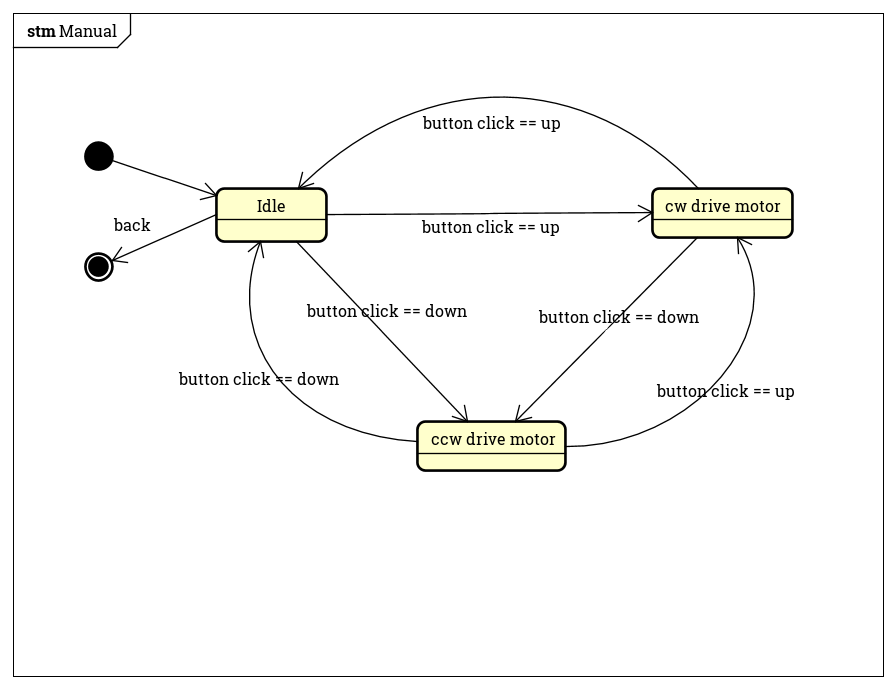 stm Manual
button click == up
Idle
cw drive motor
back
button click == up
button click == down
button click == down
button click == down
button click == up
ccw drive motor